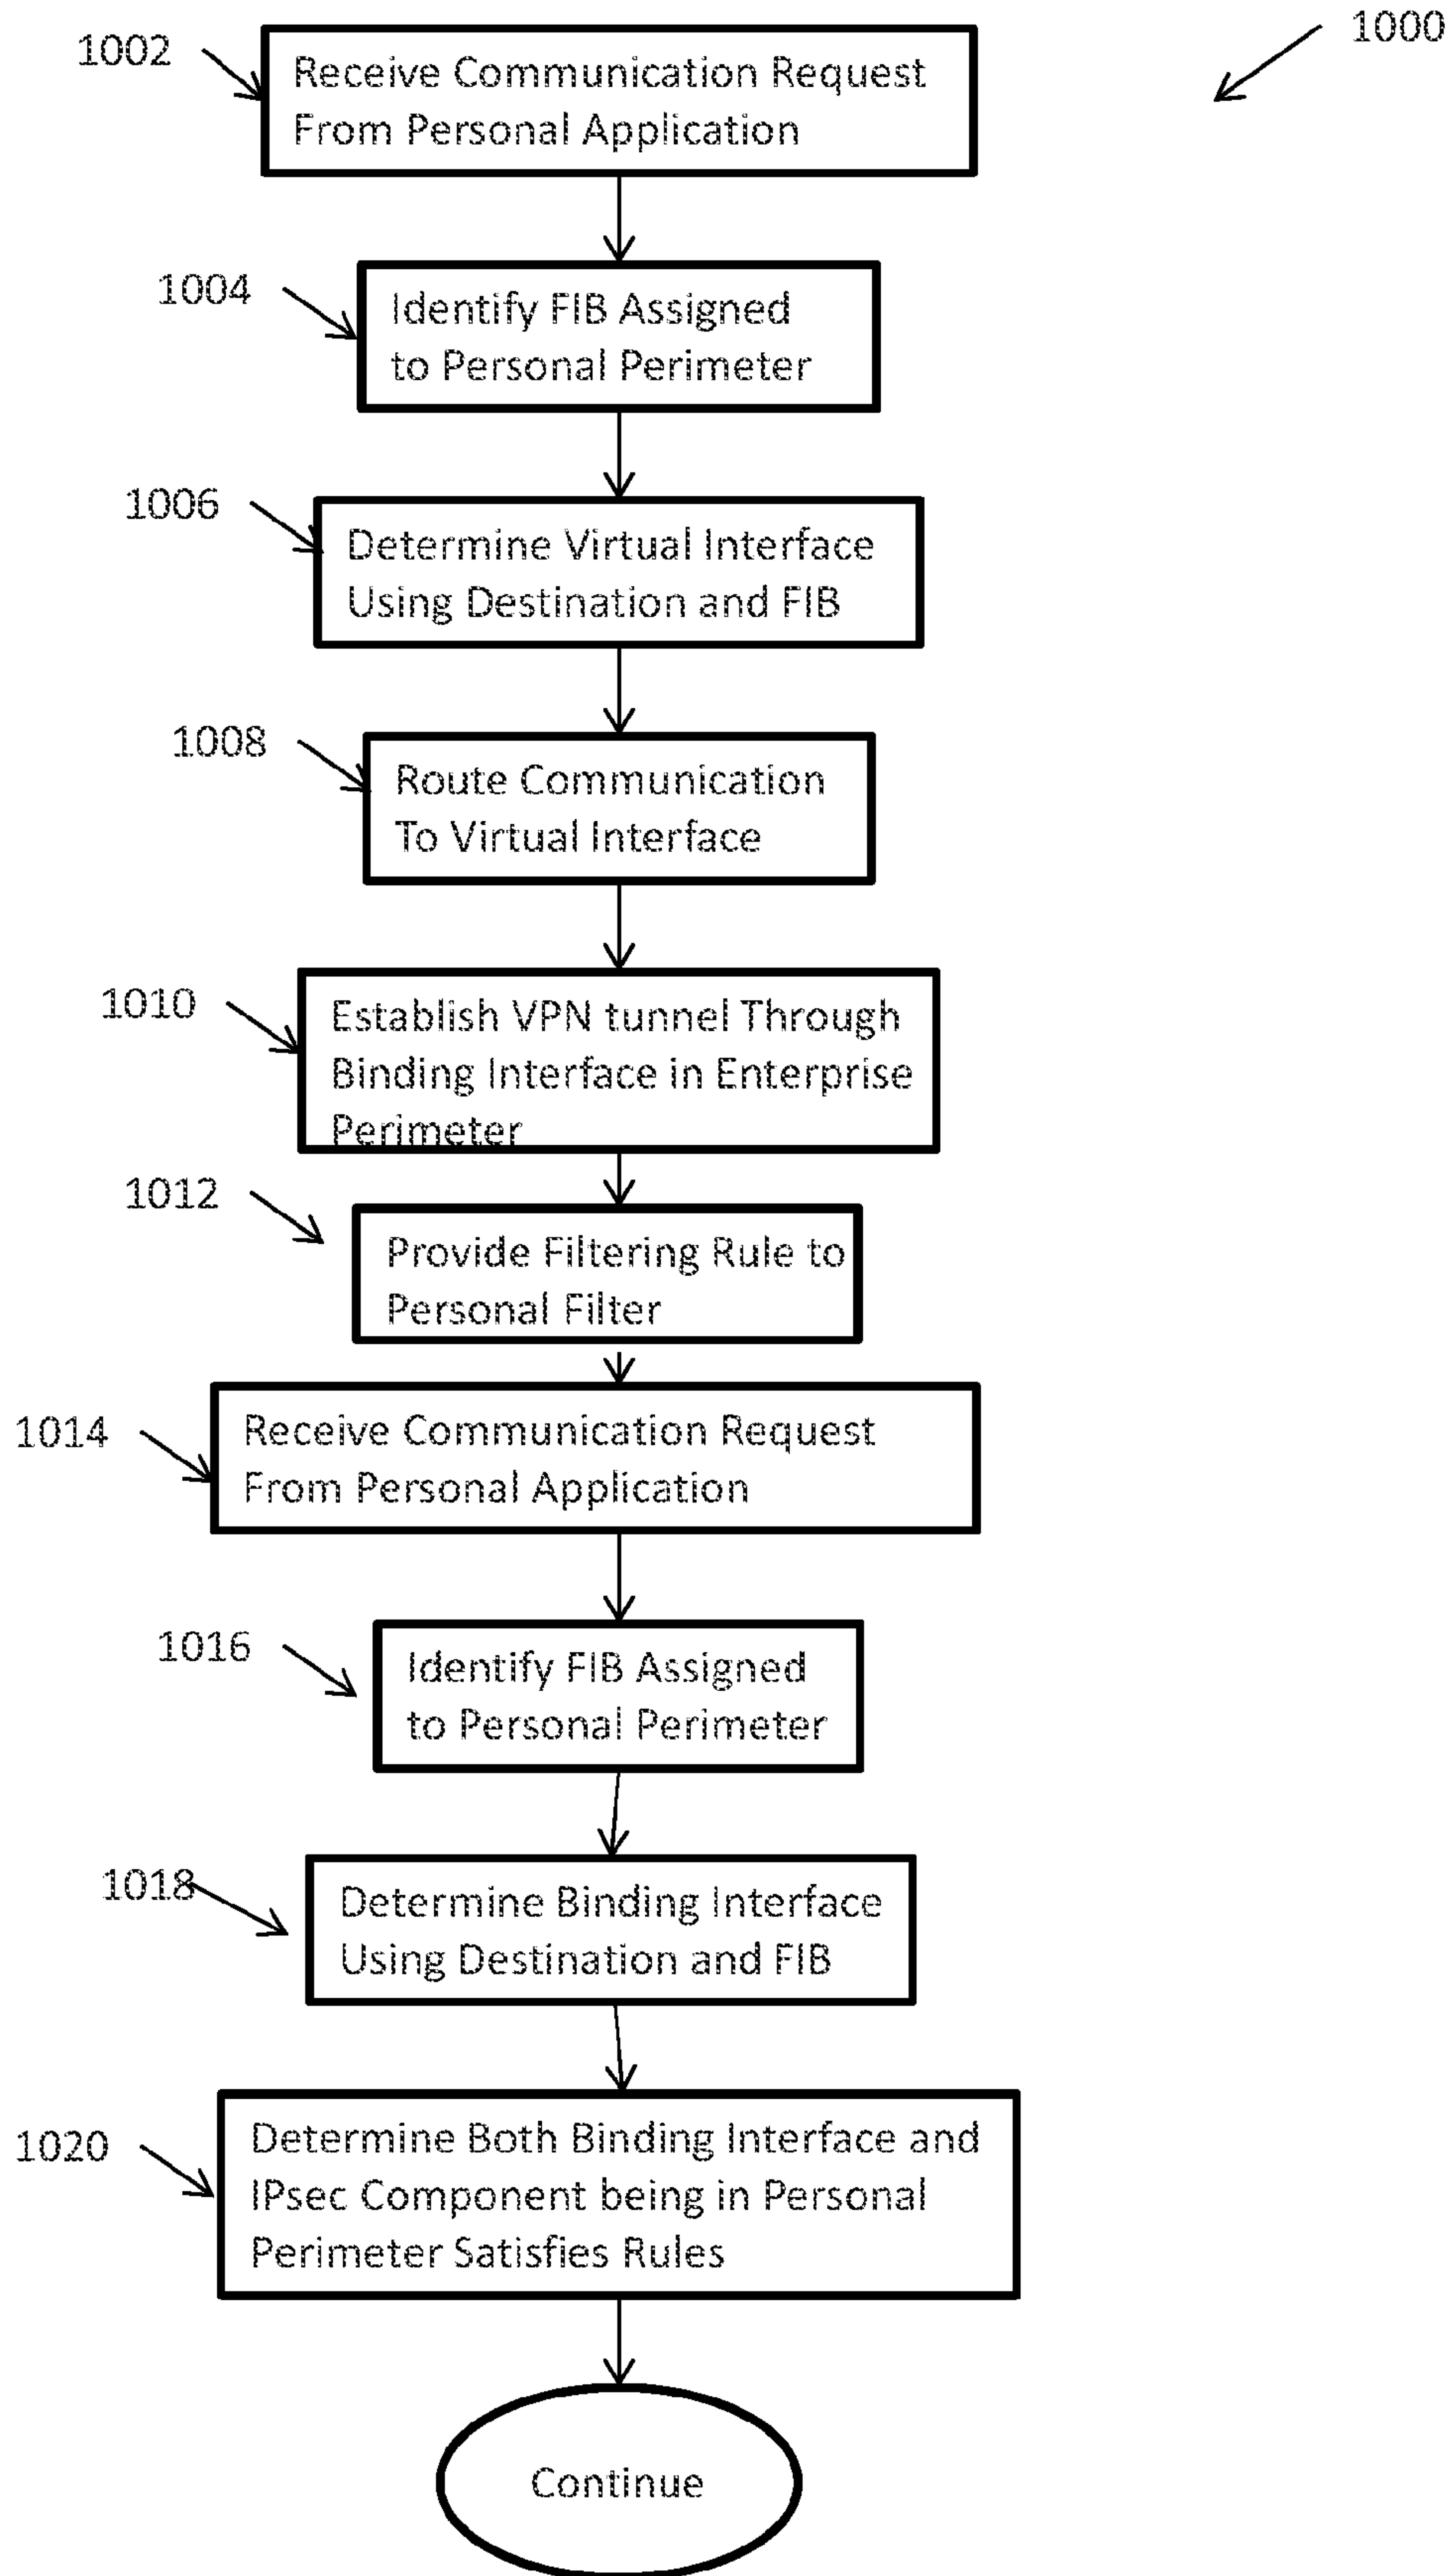 1000
1002
Receive Communication Request
From Personal Application
1004
Identify FIB Assigned
to Personal Perimeter
1006
Determine Virtual Interface
Using Destination and FIB
1008
Route Communication
To Virtual Interface
1010
Establish VPN tunnel Through
Binding Interface in Enterprise
Perimeter
1012
Provide Filtering Rule to
Personal Filter
1014
Receive Communication Request
From Personal Application
1016
Identify FIB Assigned
to Personal Perimeter
1018
Determine Binding Interface
Using Destination and FIB
1020
Determine Both Binding Interface and
IPsec Component being in Personal
Perimeter Satisfies Rules
Continue